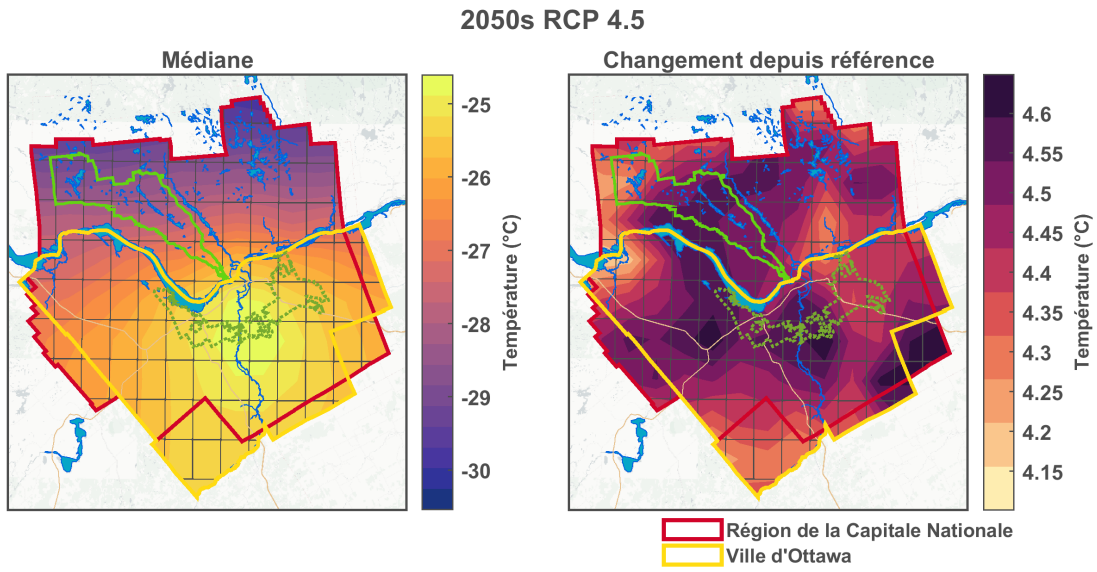 2050s RCP 4.5
Médiane
Changement depuis référence
-25
-26
-27
-28
-29
-30
Température (°C)
4.6
4.55
4.5
4.45
4.4
4.35
4.3
4.25
4.2
4.15
Température (°C)
Région de la Capitale Nationale
Ville d'Ottawa